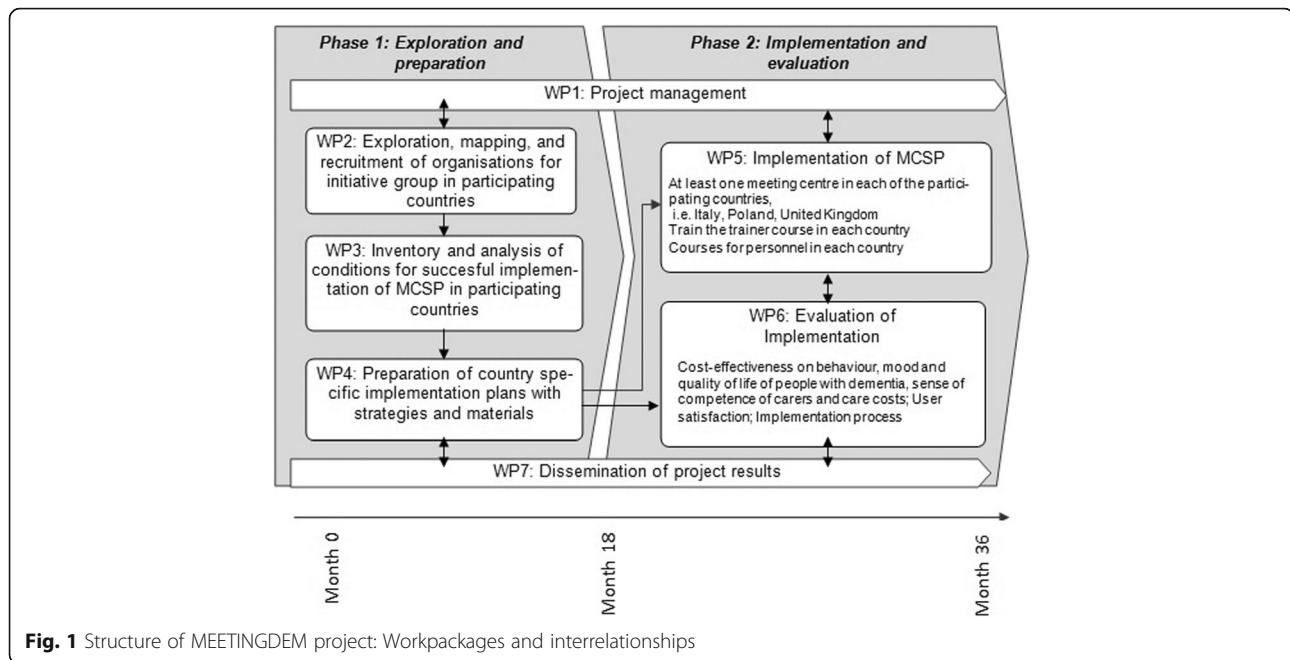 Phase 1: Exploration and
preparation
Phase 2: Implementation and
evaluation
WP1: Project management
WP2: Exploration, mapping, and
recruitment of organisations for
initiative group in participating
countries
WP3: Inventory and analysis of
conditions for succesful implemen-
tation of MCSP in participating
countries
WP4: Preparation of country spe-
cific implementation plans with
strategies and materials
WP5: Implementation of MCSP
At least one meeting centre in each of the partici-
pating countries,
i.e. Italy, Poland, United Kingdom
Train the trainer course in each country
Courses for personnel in each country
WP6: Evaluation of
Implementation
Cost-effectiveness on behaviour, mood and
quality of life of people with dementia, sense of
competence of carers and care costs; User
satisfaction; Implementation process
WP7: Dissemination of project results
Month 0
Month 18
Month 36
Fig. 1 Structure of MEETINGDEM project: Workpackages and interrelationships